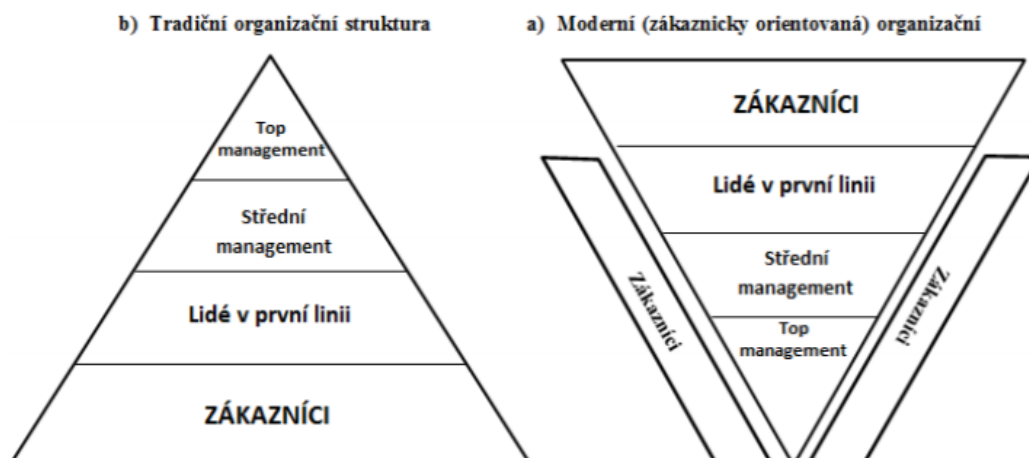 b) Tradiční organizační struktura
Top
management
Střední
management
Lidé v první linii
ZÁKAZNÍCI
a) Moderní (zákaznicky orientovaná) organizační
ZÁKAZNÍCI
Lidé v první linii
Střední
management
Top
management
Zákazníci
Zákazníci